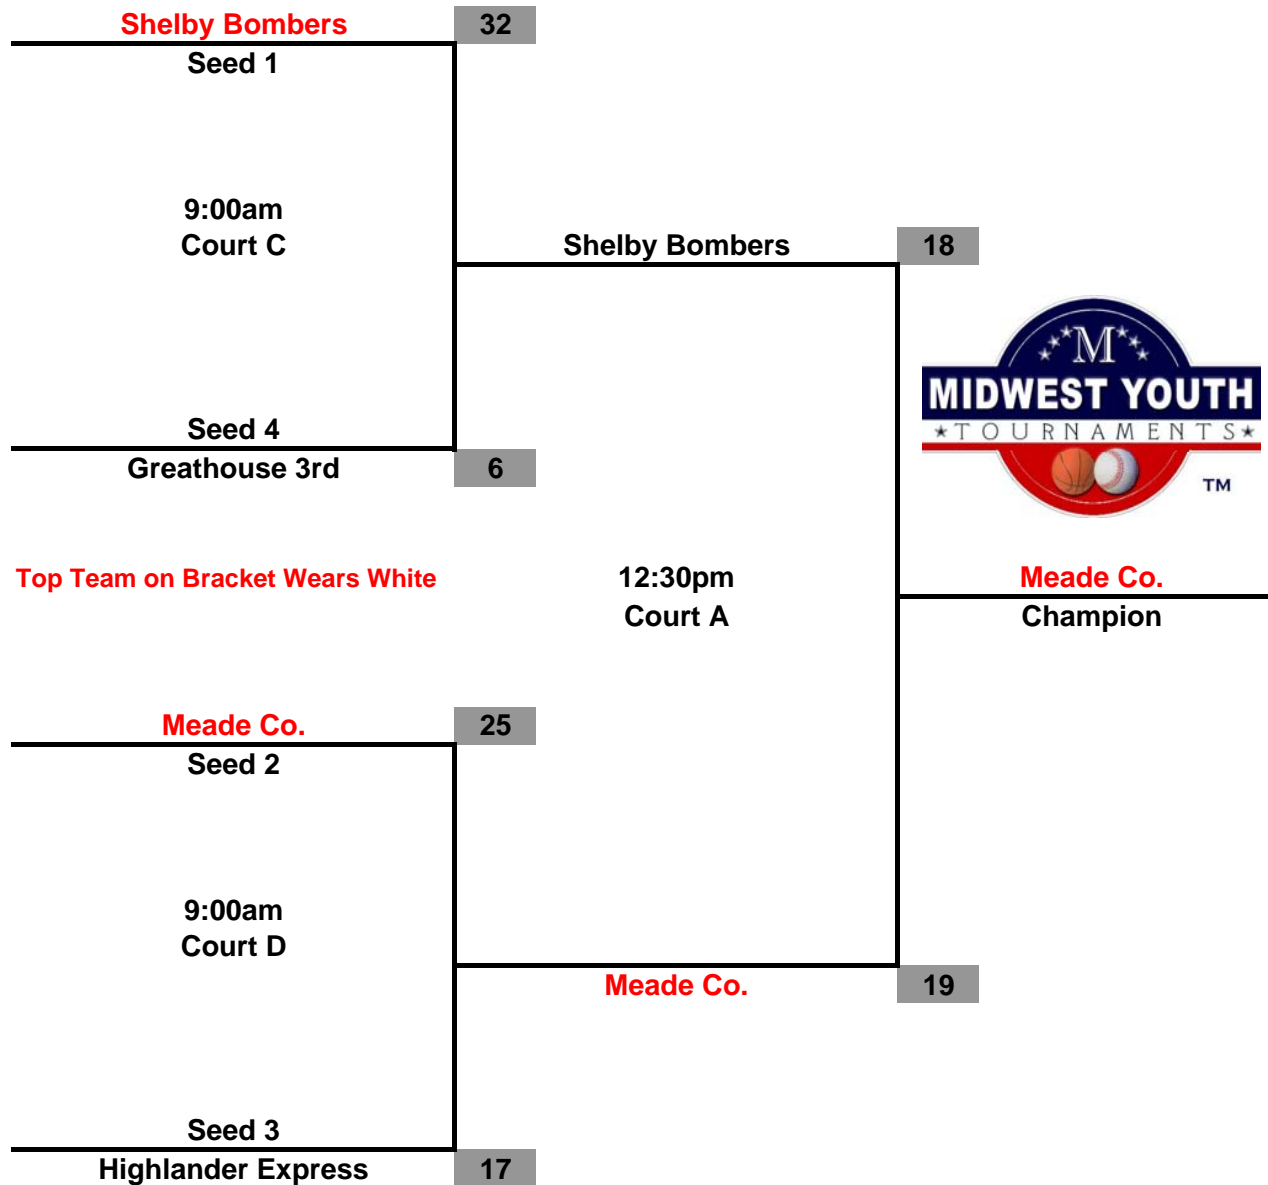 Shelby Bombers 32
Seed 1
9:00am
Court C
Shelby Bombers 18
M
MIDWEST YOUTH
★TOURNAMENTS★
TM
Seed 4
Greathouse 3rd 6
Top Team on Bracket Wears White
12:30pm
Court A
Meade Co.
Champion
Meade Co. 25
Seed 2
9:00am
Court D
Meade Co. 19
Seed 3
Highlander Express 17